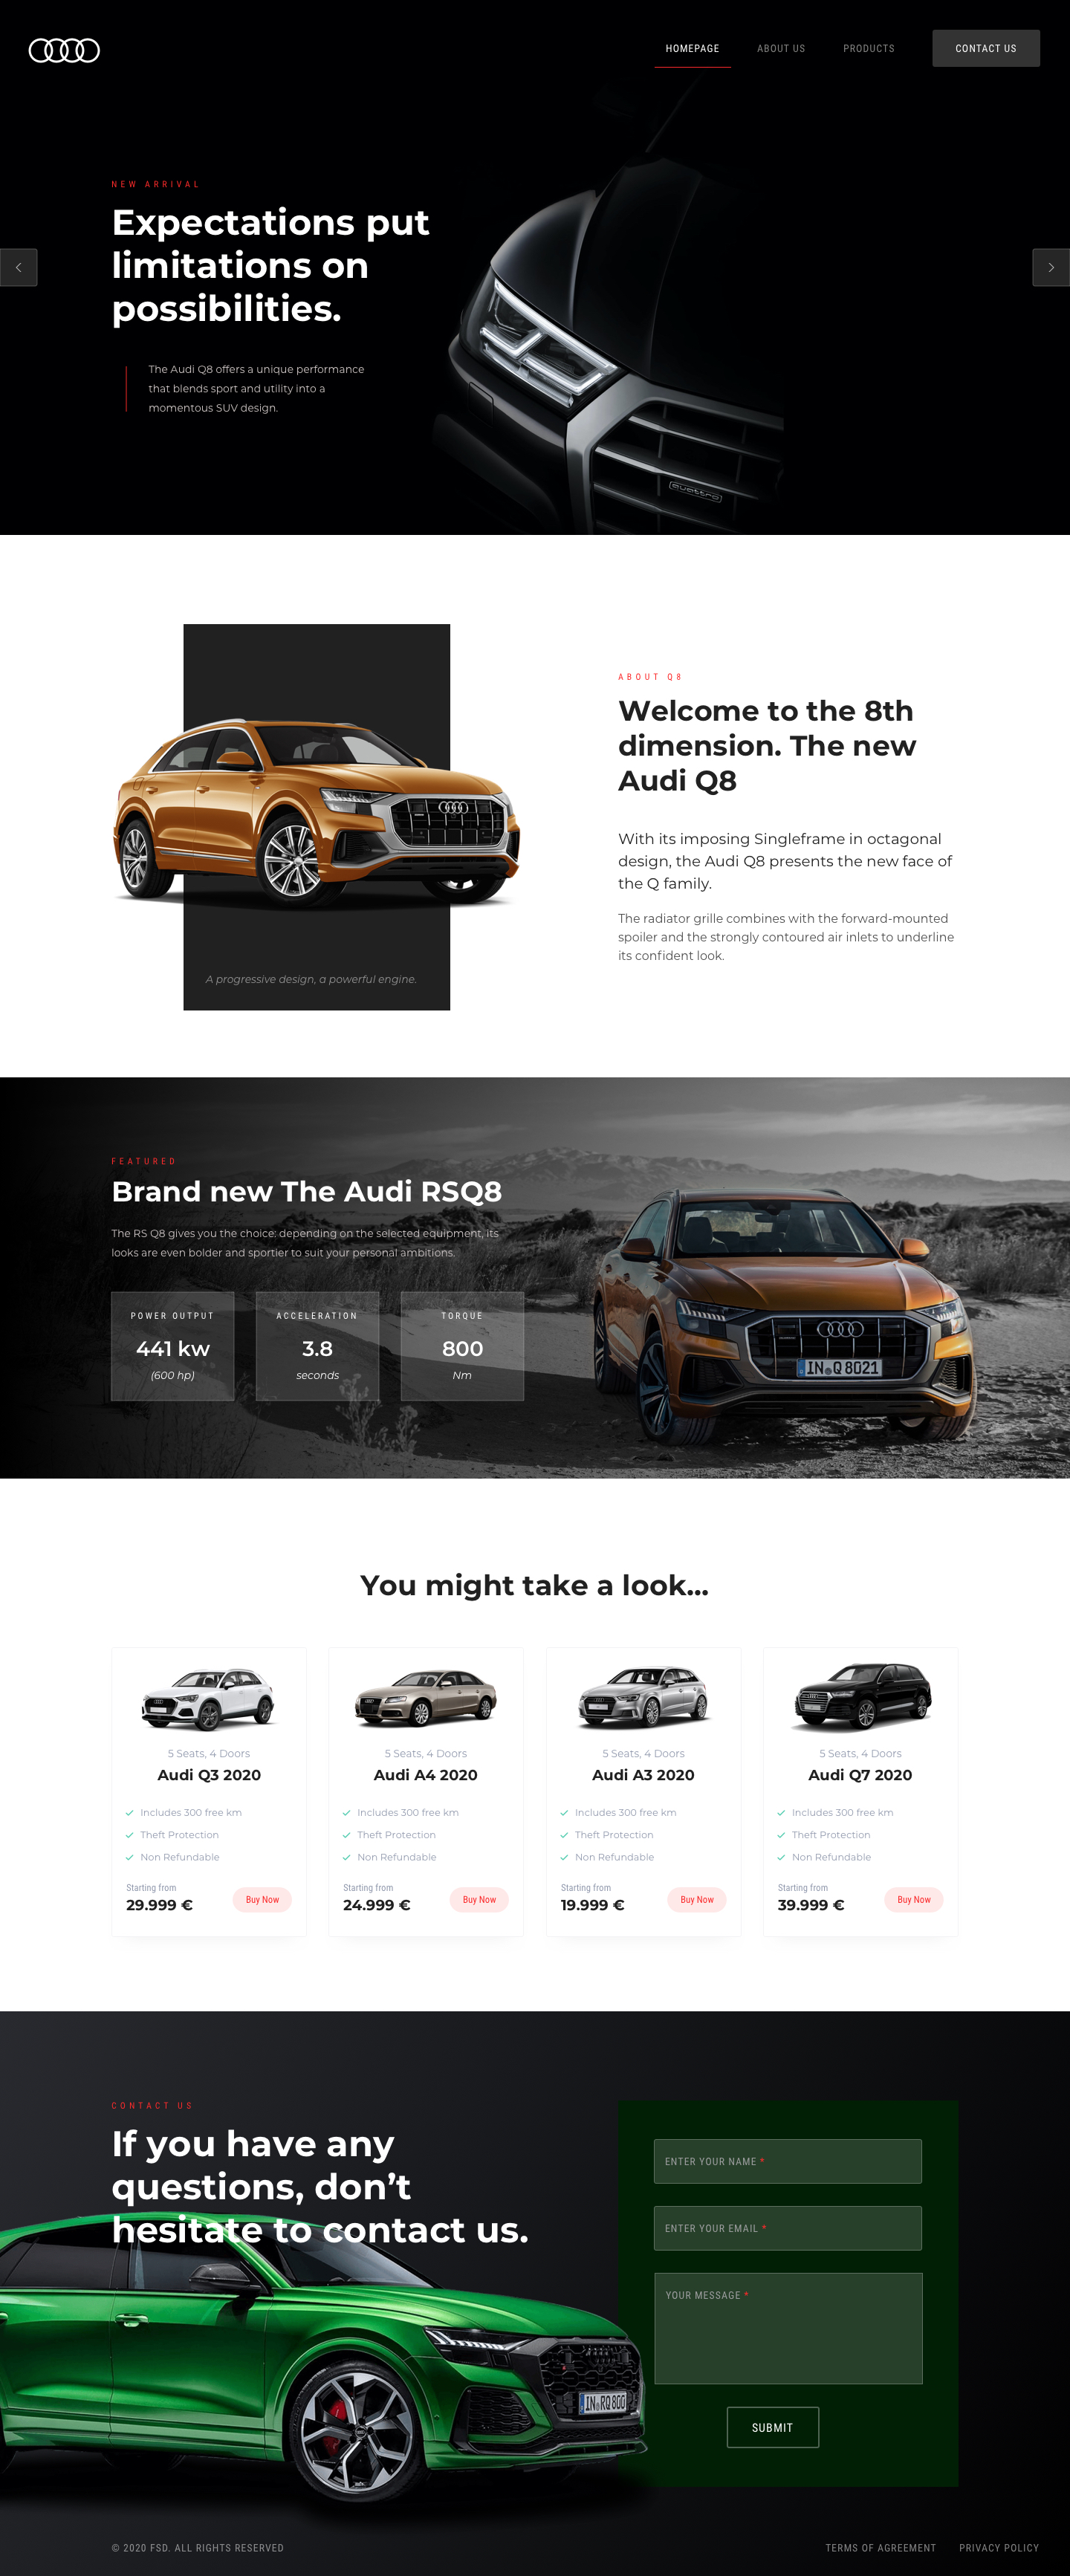 HOMEPAGE
ABOUT US
PRODUCTS
CONTACT US
NEW ARRIVAL
Expectations put
limitations on
possibilities.
The Audi Q8 offers a unique performance
that blends sport and utility into a
momentous SUV design.
quattro
ABOUT Q8
Welcome to the 8th
dimension. The new
Audi Q8
With its imposing Singleframe in octagonal
design, the Audi Q8 presents the new face of
the Q family.
The radiator grille combines with the forward-mounted
spoiler and the strongly contoured air inlets to underline
its confident look.
A progressive design, a powerful engine.
FEATURED
Brand new The Audi RSQ8
The RS Q8 gives you the choice: depending on the selected equipment, its
looks are even bolder and sportier to suit your personal ambitions.
POWER OUTPUT
441 kw
(600 hp)
ACCELERATION
3.8
seconds
TORQUE
800
Nm
IN Q 8021
You might take a look...
5 Seats, 4 Doors
Audi Q3 2020
Includes 300 free km
Theft Protection
Non Refundable
Starting from
29.999 €
Buy Now
5 Seats, 4 Doors
Audi A4 2020
Includes 300 free km
Theft Protection
Non Refundable
Starting from
24.999 €
Buy Now
5 Seats, 4 Doors
Audi A3 2020
Includes 300 free km
Theft Protection
Non Refundable
Starting from
19.999 €
Buy Now
5 Seats, 4 Doors
Audi Q7 2020
Includes 300 free km
Theft Protection
Non Refundable
Starting from
39.999 €
Buy Now
CONTACT US
If you have any
questions, don’t
hesitate to contact us.
IN RQ 800
ENTER YOUR NAME *
ENTER YOUR EMAIL *
YOUR MESSAGE *
SUBMIT
© 2020 FSD. ALL RIGHTS RESERVED
TERMS OF AGREEMENT
PRIVACY POLICY